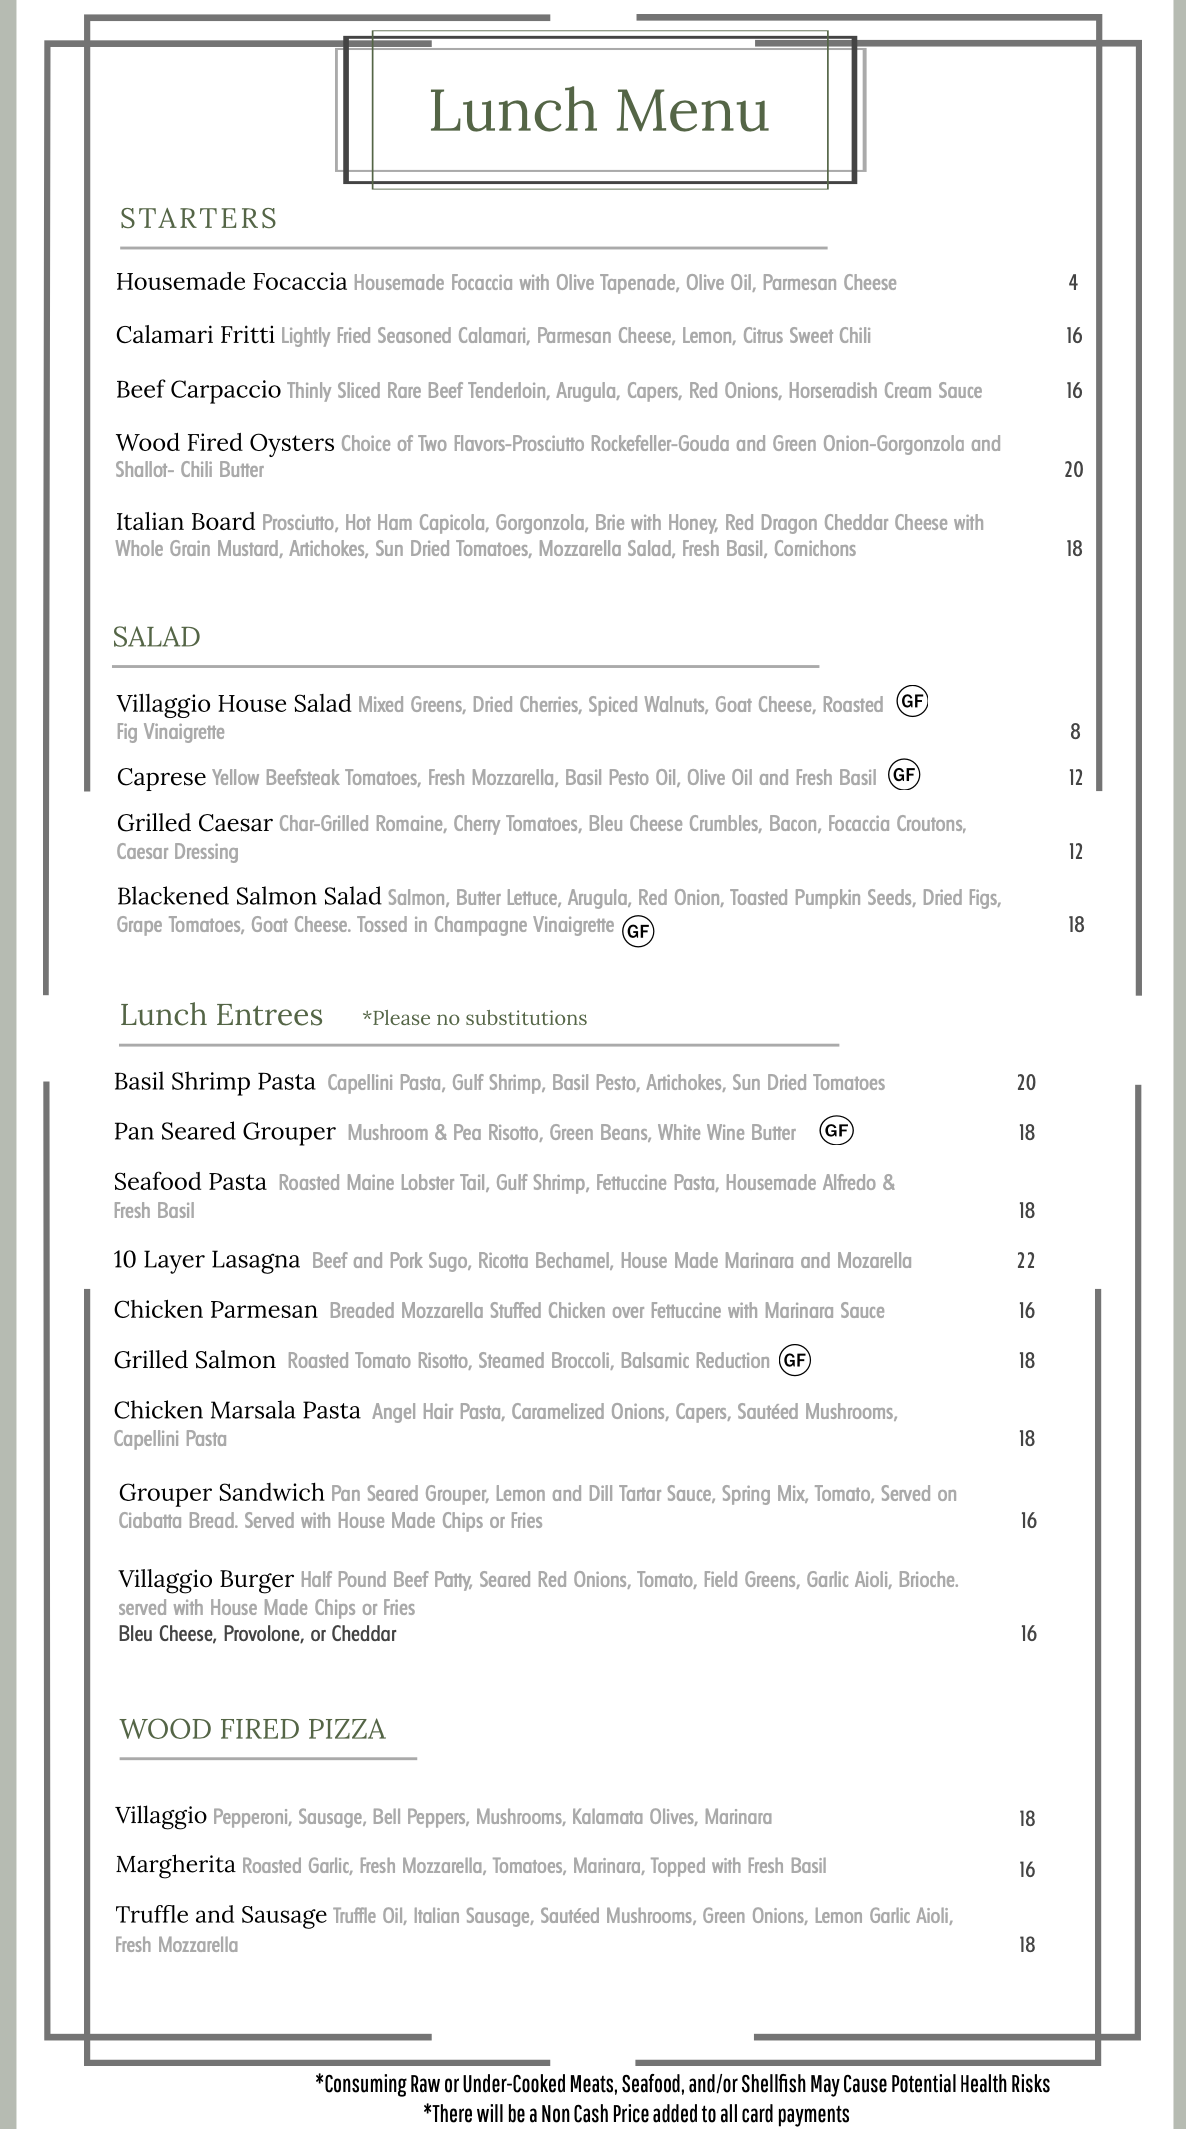 Lunch Menu
STARTERS
Housemade Focaccia Housemade Focaccia with Olive Tapenade, Olive Oil, Parmesan Cheese 4
Calamari Fritti Lightly Fried Seasoned Calamari, Parmesan Cheese, Lemon, Citrus Sweet Chili 16
Beef Carpaccio Thinly Sliced Rare Beef Tenderloin, Arugula, Capers, Red Onions, Horseradish Cream Sauce 16
Wood Fired Oysters Choice of Two Flavors-Prosciutto Rockefeller-Gouda and Green Onion-Gorgonzola and
Shallot- Chili Butter 20
Italian Board Prosciutto, Hot Ham Capicola, Gorgonzola, Brie with Honey, Red Dragon Cheddar Cheese with
Whole Grain Mustard, Artichokes, Sun Dried Tomatoes, Mozzarella Salad, Fresh Basil, Cornichons 18
SALAD
Villaggio House Salad Mixed Greens, Dried Cherries, Spiced Walnuts, Goat Cheese, Roasted GF
Fig Vinaigrette 8
Caprese Yellow Beefsteak Tomatoes, Fresh Mozzarella, Basil Pesto Oil, Olive Oil and Fresh Basil GF 12
Grilled Caesar Char-Grilled Romaine, Cherry Tomatoes, Bleu Cheese Crumbles, Bacon, Focaccia Croutons,
Caesar Dressing 12
Blackened Salmon Salad Salmon, Butter Lettuce, Arugula, Red Onion, Toasted Pumpkin Seeds, Dried Figs,
Grape Tomatoes, Goat Cheese. Tossed in Champagne Vinaigrette GF 18
Lunch Entrees *Please no substitutions
Basil Shrimp Pasta Capellini Pasta, Gulf Shrimp, Basil Pesto, Artichokes, Sun Dried Tomatoes 20
Pan Seared Grouper Mushroom & Pea Risotto, Green Beans, White Wine Butter GF 18
Seafood Pasta Roasted Maine Lobster Tail, Gulf Shrimp, Fettuccine Pasta, Housemade Alfredo &
Fresh Basil 18
10 Layer Lasagna Beef and Pork Sugo, Ricotta Bechamel, House Made Marinara and Mozarella 22
Chicken Parmesan Breaded Mozzarella Stuffed Chicken over Fettuccine with Marinara Sauce 16
Grilled Salmon Roasted Tomato Risotto, Steamed Broccoli, Balsamic Reduction GF 18
Chicken Marsala Pasta Angel Hair Pasta, Caramelized Onions, Capers, Sautéed Mushrooms,
Capellini Pasta 18
Grouper Sandwich Pan Seared Grouper, Lemon and Dill Tartar Sauce, Spring Mix, Tomato, Served on
Ciabatta Bread. Served with House Made Chips or Fries 16
Villaggio Burger Half Pound Beef Patty, Seared Red Onions, Tomato, Field Greens, Garlic Aioli, Brioche.
served with House Made Chips or Fries
Bleu Cheese, Provolone, or Cheddar 16
WOOD FIRED PIZZA
Villaggio Pepperoni, Sausage, Bell Peppers, Mushrooms, Kalamata Olives, Marinara 18
Margherita Roasted Garlic, Fresh Mozzarella, Tomatoes, Marinara, Topped with Fresh Basil 16
Truffle and Sausage Truffle Oil, Italian Sausage, Sautéed Mushrooms, Green Onions, Lemon Garlic Aioli,
Fresh Mozzarella 18
*Consuming Raw or Under-Cooked Meats, Seafood, and/or Shellfish May Cause Potential Health Risks
*There will be a Non Cash Price added to all card payments